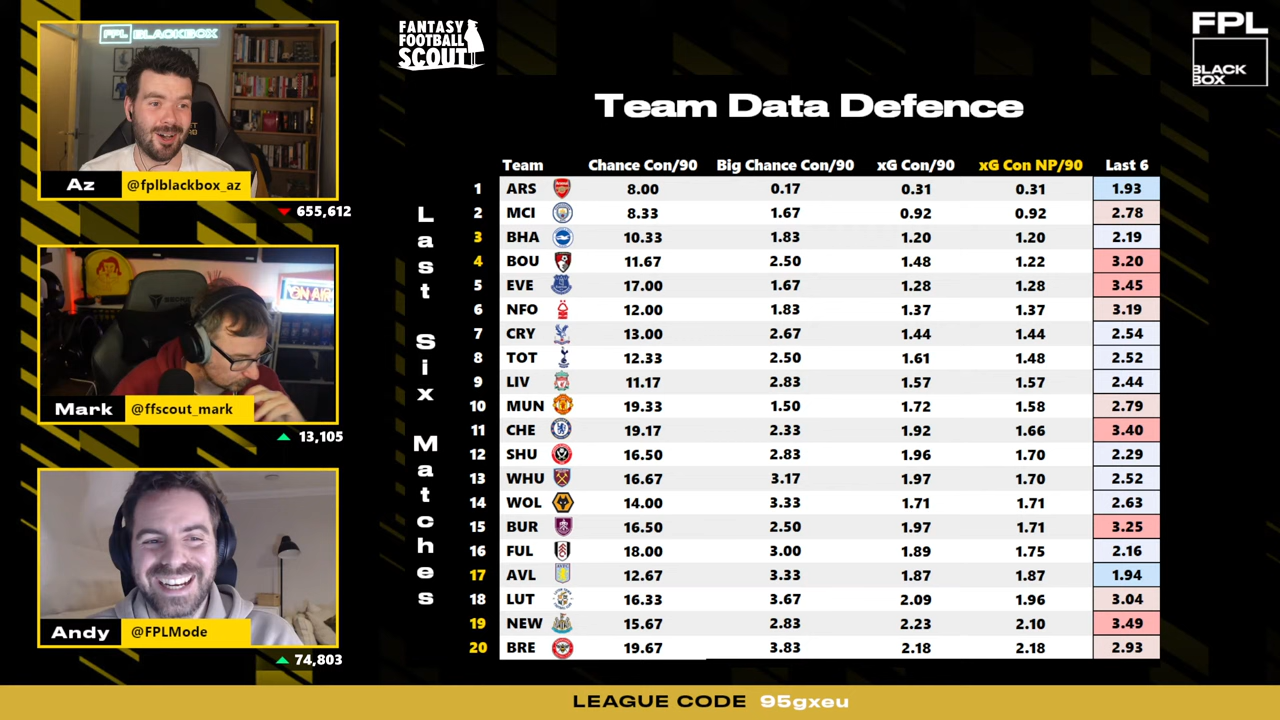 FPL BLACKBOX
FANTASY
FOOTBALL
SCOUT
FPL
BLACK
BOX
Team Data Defence
Az @fplblackbox_az
655,612
ON AIR
Mark @ffscout_mark
13,105
Andy @FPLMode
74,803
Last Six Matches
Team Chance Con/90 Big Chance Con/90 xG Con/90 xG Con NP/90 Last 6
1 ARS 8.00 0.17 0.31 0.31 1.93
2 MCI 8.33 1.67 0.92 0.92 2.78
3 BHA 10.33 1.83 1.20 1.20 2.19
4 BOU 11.67 2.50 1.48 1.22 3.20
5 EVE 17.00 1.67 1.28 1.28 3.45
6 NFO 12.00 1.83 1.37 1.37 3.19
7 CRY 13.00 2.67 1.44 1.44 2.54
8 TOT 12.33 2.50 1.61 1.48 2.52
9 LIV 11.17 2.83 1.57 1.57 2.44
10 MUN 19.33 1.50 1.72 1.58 2.79
11 CHE 19.17 2.33 1.92 1.66 3.40
12 SHU 16.50 2.83 1.96 1.70 2.29
13 WHU 16.67 3.17 1.97 1.70 2.52
14 WOL 14.00 3.33 1.71 1.71 2.63
15 BUR 16.50 2.50 1.97 1.71 3.25
16 FUL 18.00 3.00 1.89 1.75 2.16
17 AVL 12.67 3.33 1.87 1.87 1.94
18 LUT 16.33 3.67 2.09 1.96 3.04
19 NEW 15.67 2.83 2.23 2.10 3.49
20 BRE 19.67 3.83 2.18 2.18 2.93
LEAGUE CODE 95gxeu